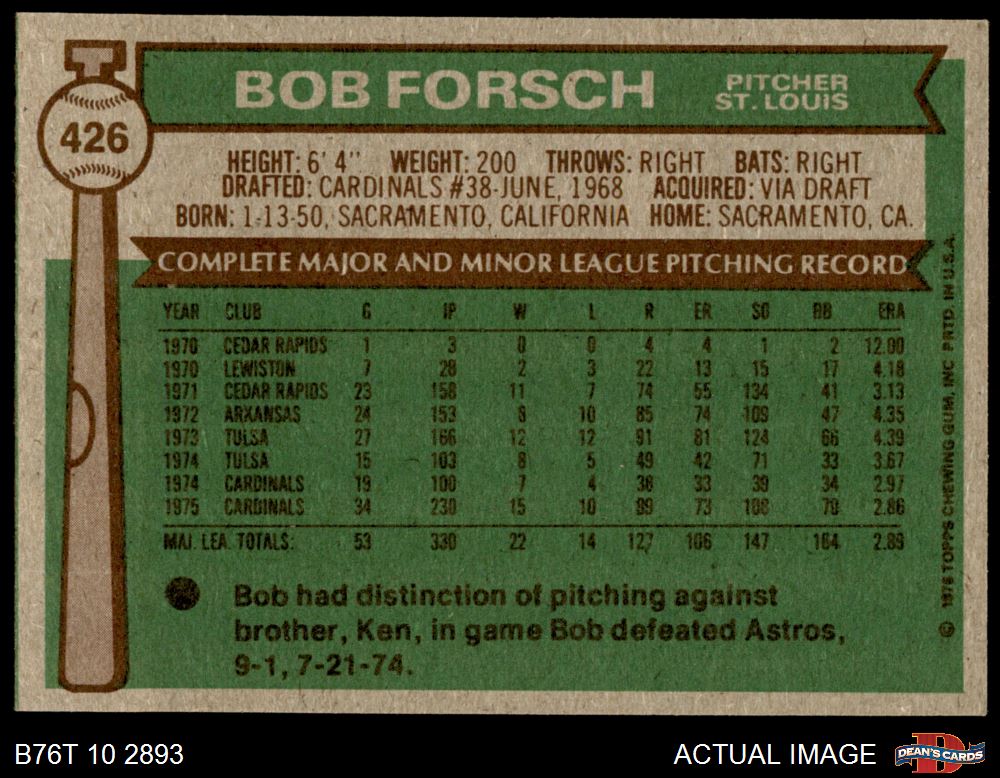 BOB FORSCH
PITCHER
ST. LOUIS
426
HEIGHT: 6' 4" WEIGHT: 200 THROWS: RIGHT BATS: RIGHT
DRAFTED: CARDINALS #38-JUNE, 1968 ACQUIRED: VIA DRAFT
BORN: 1-13-50, SACRAMENTO, CALIFORNIA HOME: SACRAMENTO, CA.
COMPLETE MAJOR AND MINOR LEAGUE PITCHING RECORD
YEAR CLUB G IP W L R ER SO BB ERA
1970 CEDAR RAPIDS 1 3 0 0 4 4 1 2 12.00
1970 LEWISTON 7 28 2 3 22 13 15 17 4.18
1971 CEDAR RAPIDS 23 158 11 7 74 55 134 41 3.13
1972 ARKANSAS 24 153 8 10 85 74 109 47 4.35
1973 TULSA 27 166 12 12 91 81 124 66 4.39
1974 TULSA 15 103 8 5 49 42 71 33 3.67
1974 CARDINALS 19 100 7 4 38 33 39 34 2.97
1975 CARDINALS 34 230 15 10 89 73 108 70 2.86
MAJ. LEA. TOTALS: 53 330 22 14 127 106 147 104 2.89
Bob had distinction of pitching against
brother, Ken, in game Bob defeated Astros,
9-1, 7-21-74.
© 1976 TOPPS CHEWING GUM, INC PRTD. IN U.S.A.
B76T 10 2893
ACTUAL IMAGE
DEAN'S CARDS